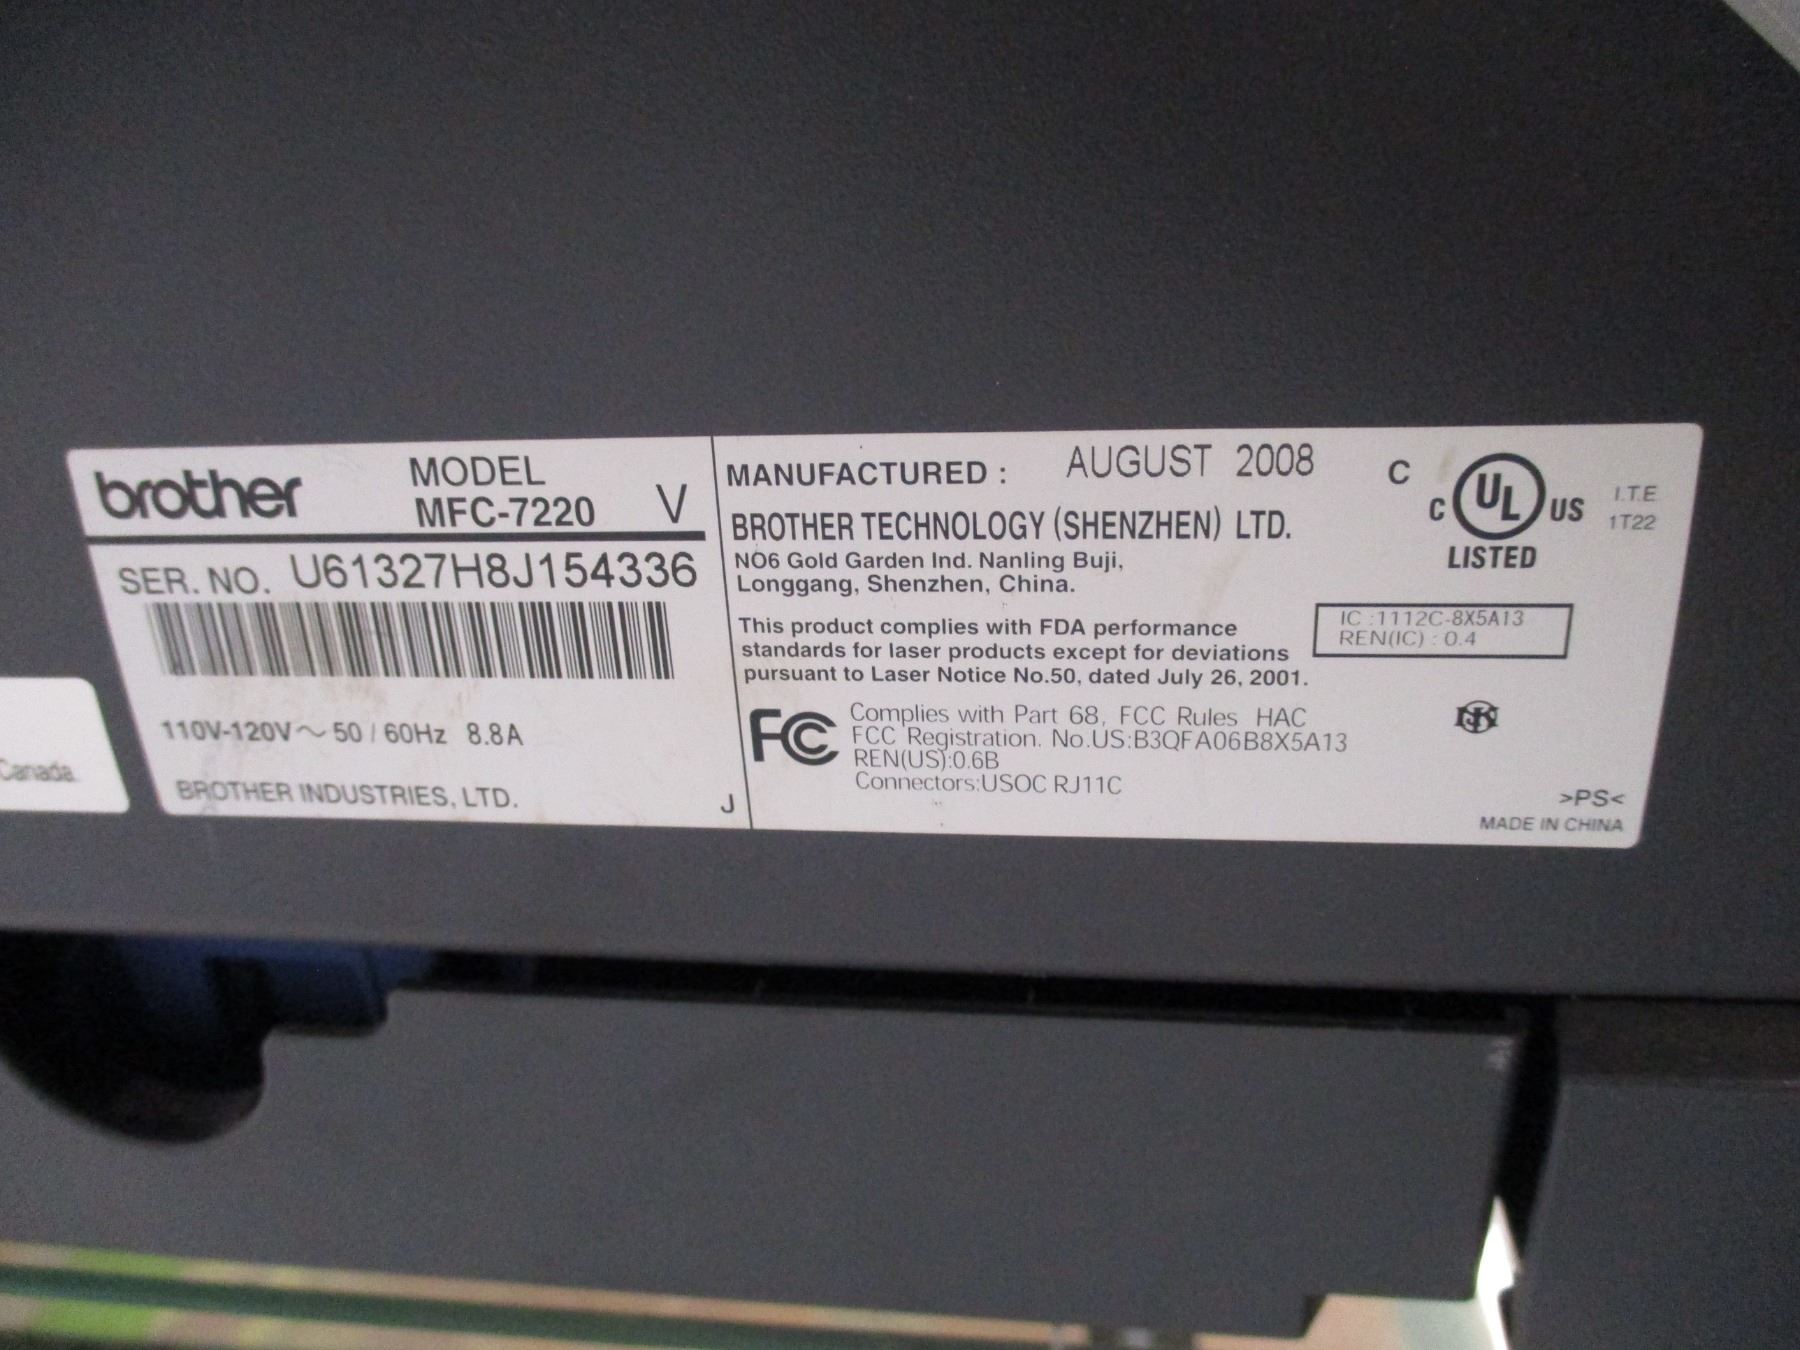 brother
MODEL
MFC-7220 V
SER. NO. U61327H8J154336
110V-120V～ 50 / 60Hz 8.8A
BROTHER INDUSTRIES, LTD.
J
MANUFACTURED : AUGUST 2008 C
BROTHER TECHNOLOGY (SHENZHEN) LTD.
NO6 Gold Garden Ind. Nanling Buji,
Longgang, Shenzhen, China.
This product complies with FDA performance
standards for laser products except for deviations
pursuant to Laser Notice No.50, dated July 26, 2001.
FC Complies with Part 68, FCC Rules HAC
FCC Registration. No.US:B3QFA06B8X5A13
REN(US):0.6B
Connectors:USOC RJ11C
C UL US
LISTED
I.T.E
1T22
IC :1112C-8X5A13
REN(IC) : 0.4
>PS<
MADE IN CHINA
Canada